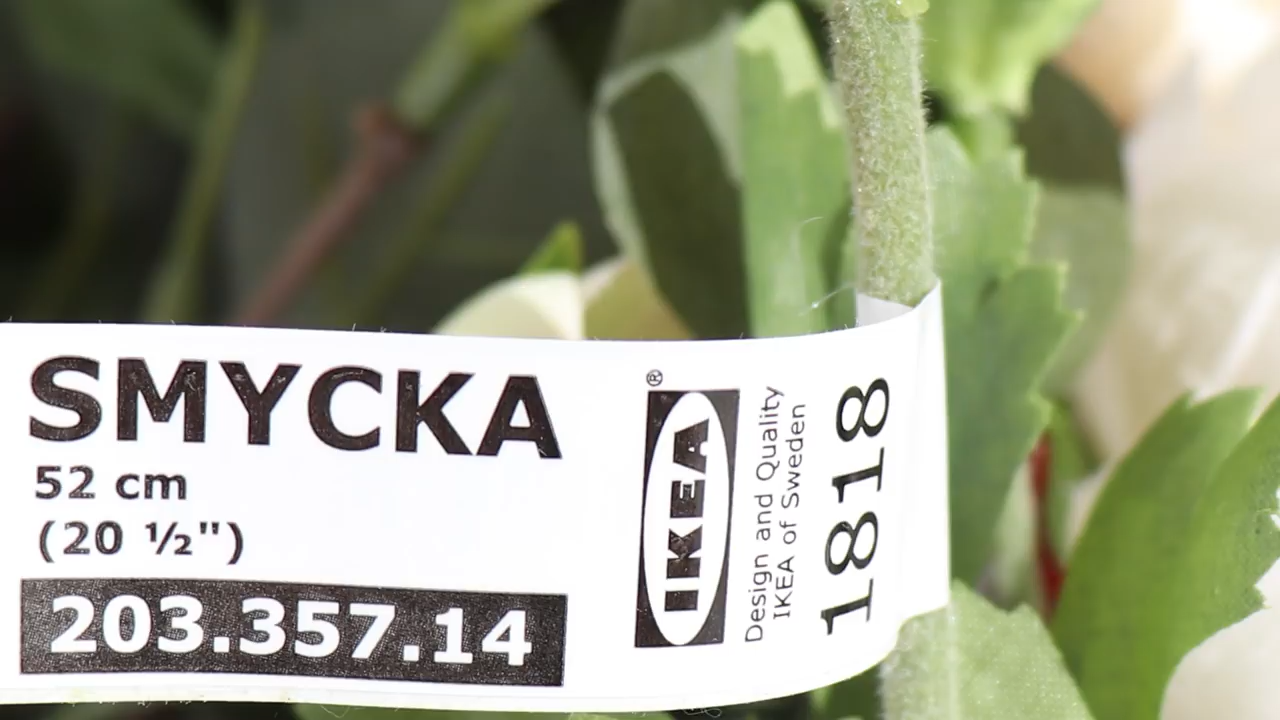 SMYCKA
52 cm
(20 ½")
203.357.14
IKEA®
Design and Quality
IKEA of Sweden
1818